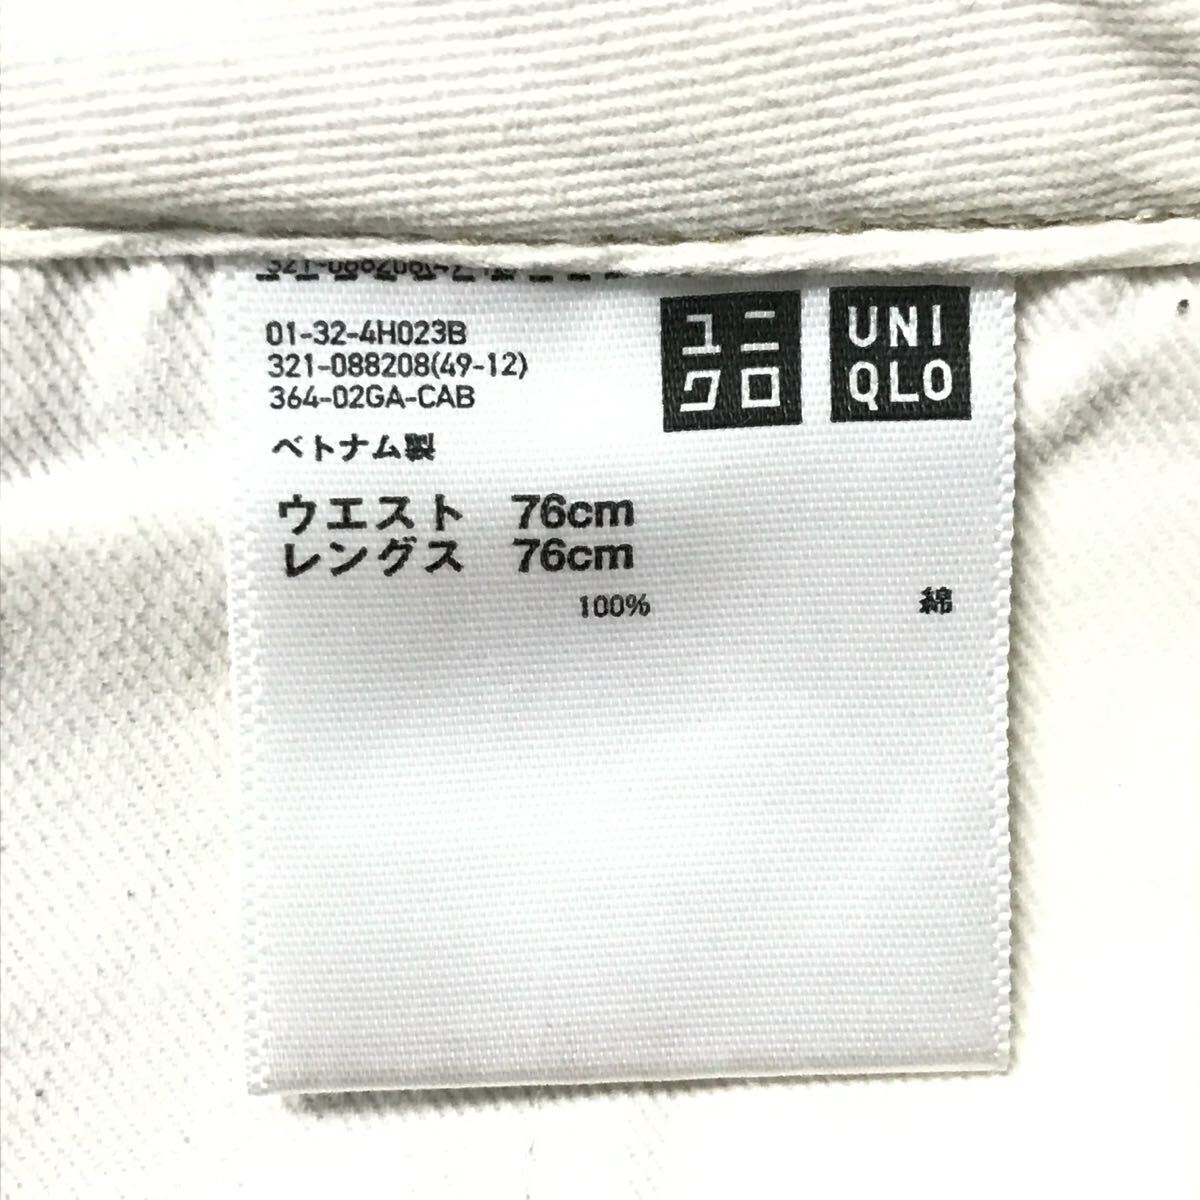 01-32-4H023B
321-088208(49-12)
364-02GA-CAB
ベトナム製
ユニ
クロ
UNI
QLO
ウエスト 76cm
レングス 76cm
100% 綿